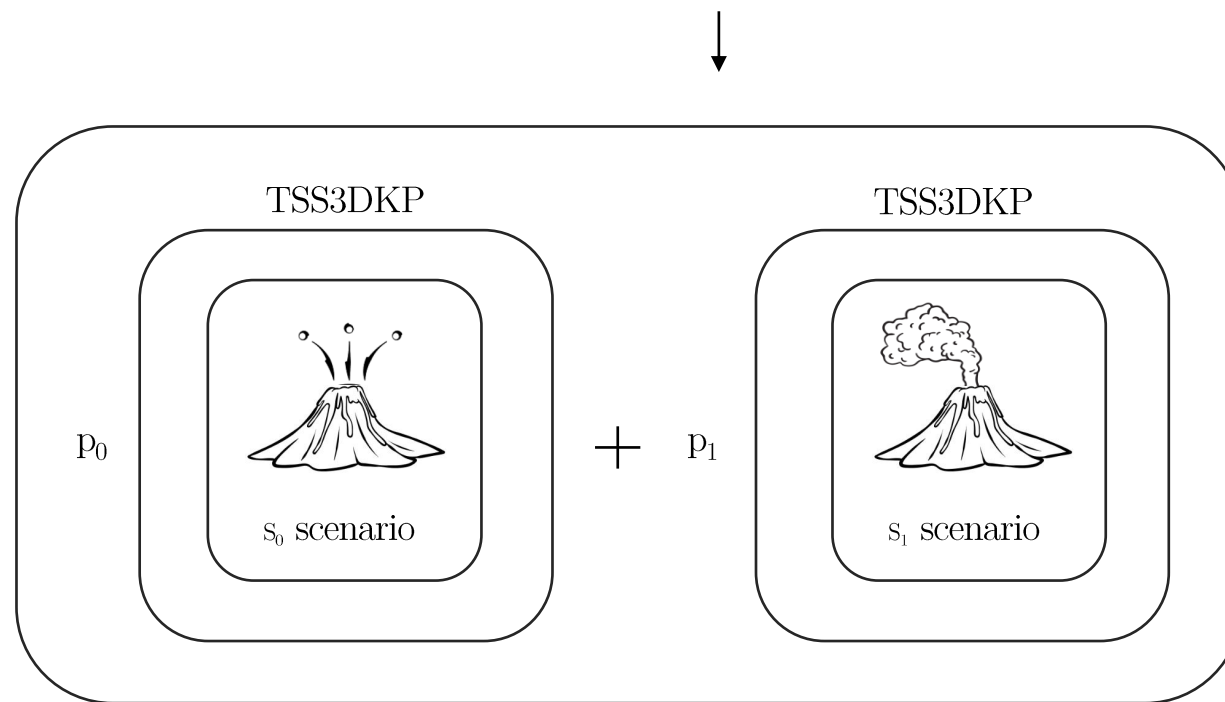 TSS3DKP
TSS3DKP
p₀
+
p₁
s₀ scenario
s₁ scenario